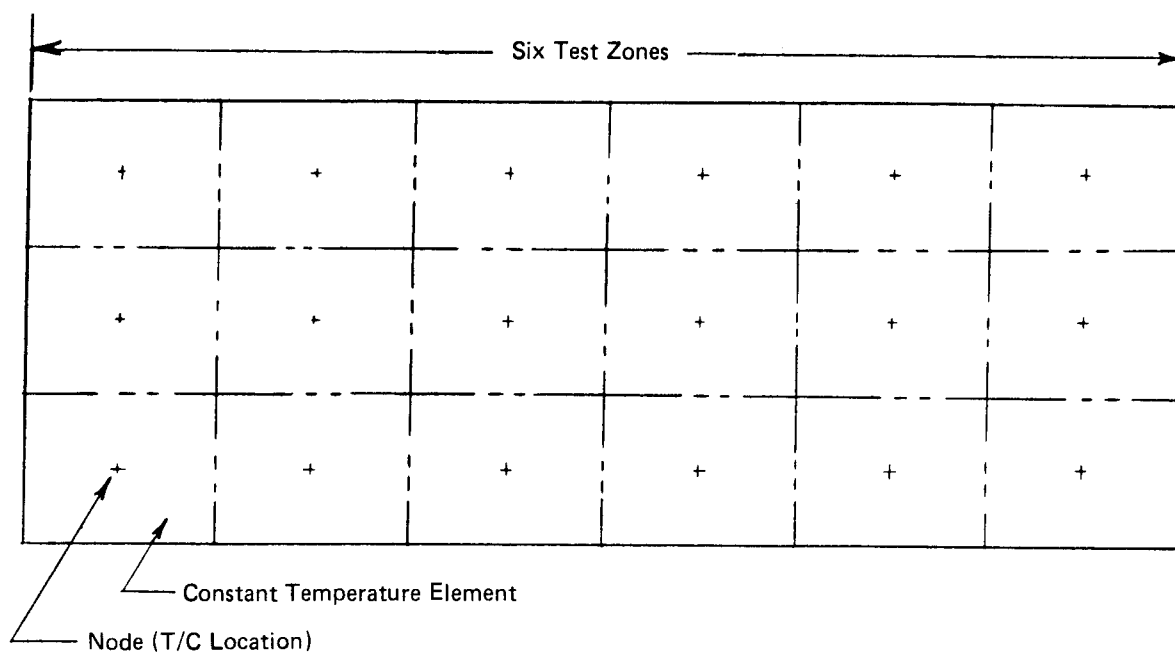 Six Test Zones
Constant Temperature Element
Node (T/C Location)